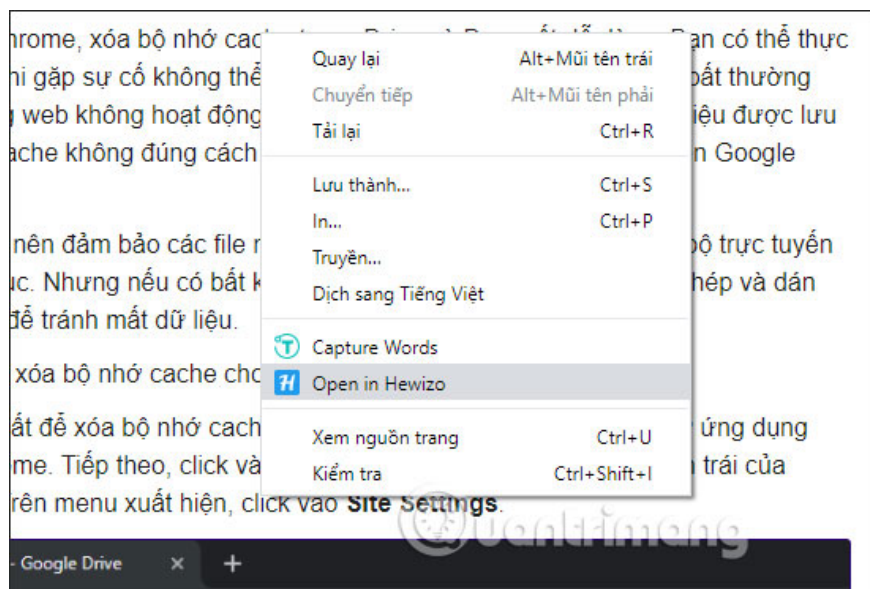 hrome, xóa bộ nhớ cac
ạn có thể thực
hi gặp sự cố không thể
bất thường
g web không hoạt động
iệu được lưu
ache không đúng cách
n Google
nên đảm bảo các file
bộ trực tuyến
ục. Nhưng nếu có bất k
hép và dán
để tránh mất dữ liệu.
xóa bộ nhớ cache cho
ất để xóa bộ nhớ cach
ứng dụng
me. Tiếp theo, click và
trái của
rên menu xuất hiện, click vào Site Settings.
Quay lại Alt+Mũi tên trái
Chuyển tiếp Alt+Mũi tên phải
Tải lại Ctrl+R
Lưu thành... Ctrl+S
In... Ctrl+P
Truyền...
Dịch sang Tiếng Việt
Capture Words
Open in Hewizo
Xem nguồn trang Ctrl+U
Kiểm tra Ctrl+Shift+I
Quantrimang
- Google Drive × +